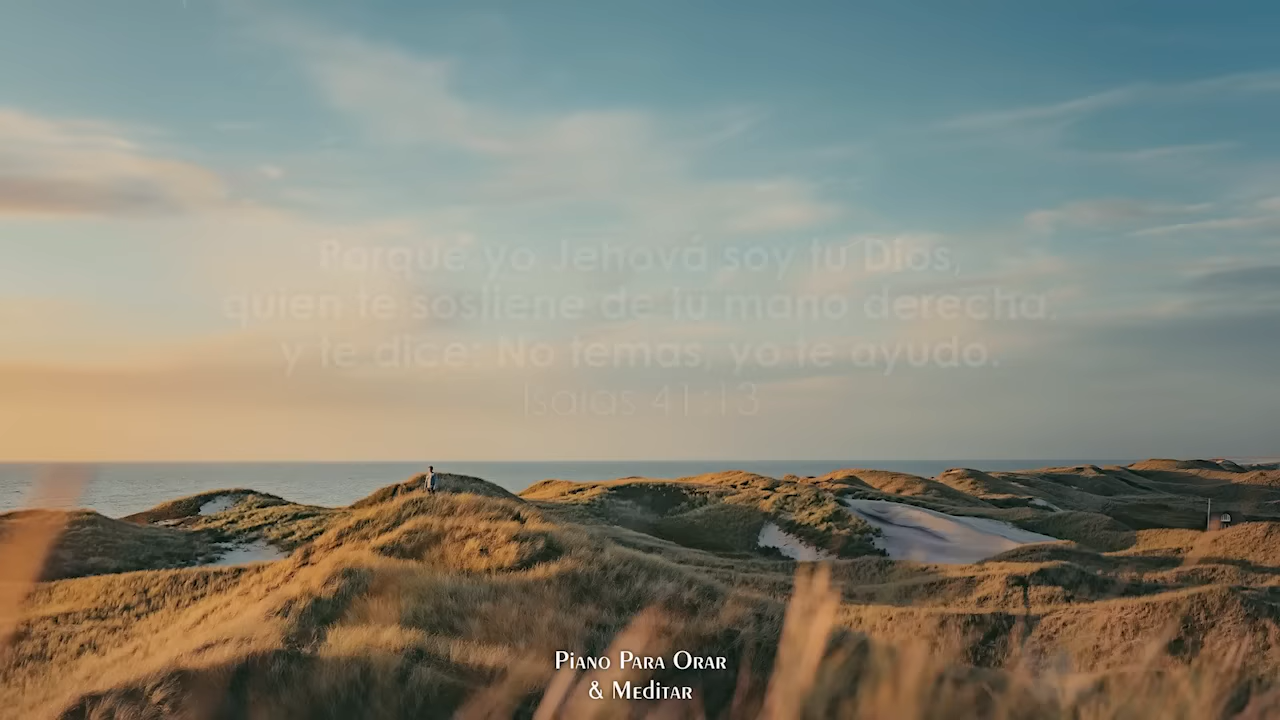 Porque yo Jehová soy tu Dios,
quien te sostiene de tu mano derecha,
y te dice: No temas, yo te ayudo.
Isaías 41:13
Piano Para Orar
& Meditar